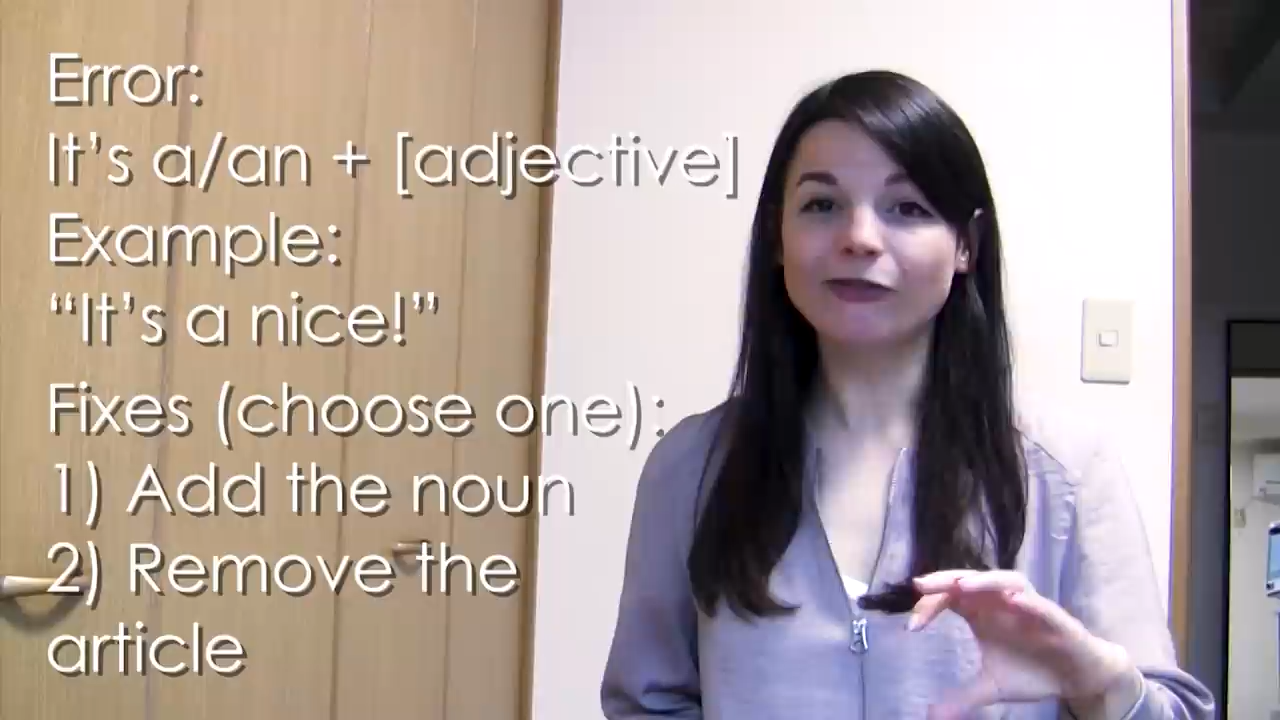 Error:
It’s a/an + [adjective]
Example:
“It’s a nice!”
Fixes (choose one):
1) Add the noun
2) Remove the
article